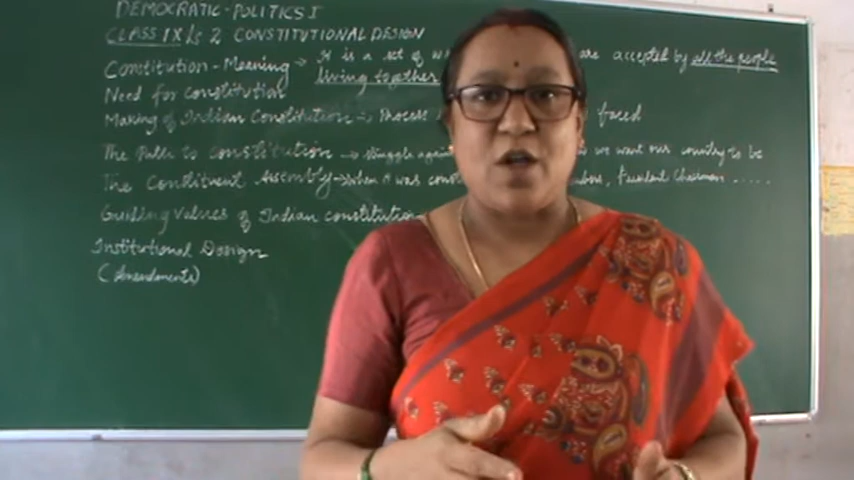 DEMOCRATIC - POLITICS I
CLASS IX Ls 2 CONSTITUTIONAL DESIGN
Constitution - Meaning → It is a set of are accepted by all the people
living together
Need for constitution
Making of Indian Constitution → Process faced
The Path to constitution → struggle we want our country to be
The Constituent Assembly → when it was President Chairman .....
Guiding values of Indian constitution
Institutional Design
(Amendments)